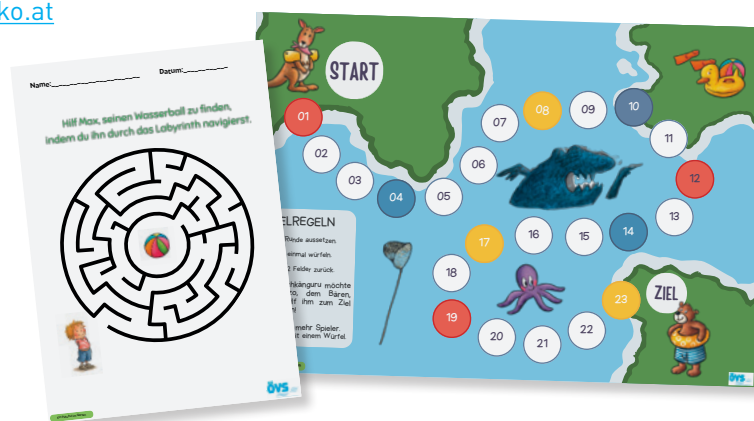 ko.at
Name:
Datum:
Hilf Max, seinen Wasserball zu finden,
indem du ihn durch das Labyrinth navigierst.
övs
START
01
02
03
04
05
06
07
08
09
10
11
12
13
14
15
16
17
18
19
20
21
22
23
ZIEL
ELREGELN
Runde aussetzen.
einmal würfeln.
2 Felder zurück.
hkänguru möchte
dem Bären,
ihm zum Ziel
mehr Spieler.
t einem Würfel.
övs